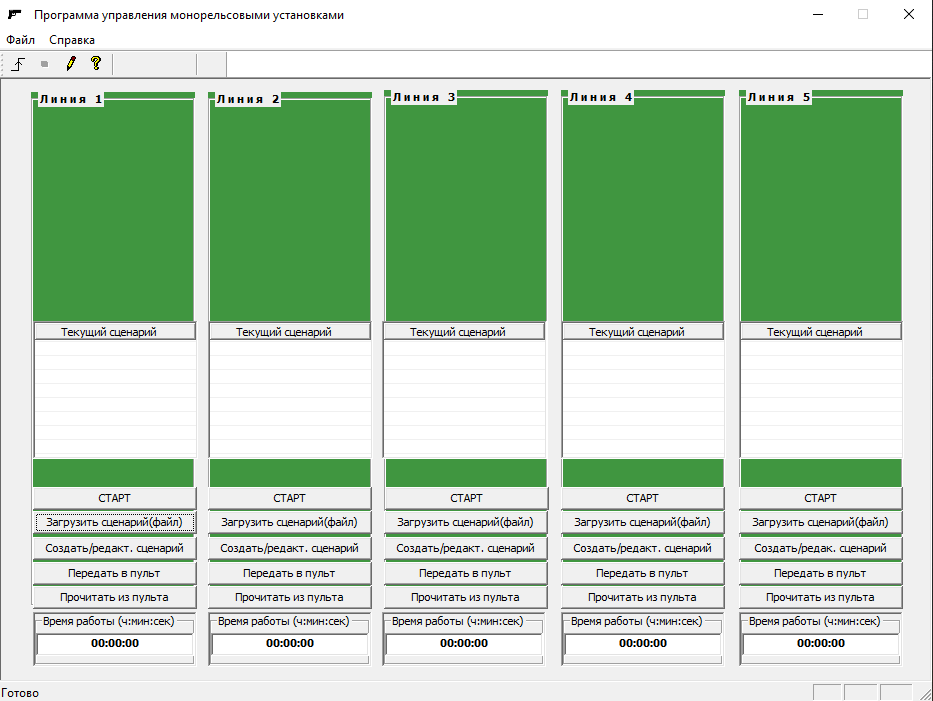 Программа управления монорельсовыми установками
Файл Справка
Линия 1 Линия 2 Линия 3 Линия 4 Линия 5
Текущий сценарий Текущий сценарий Текущий сценарий Текущий сценарий Текущий сценарий
СТАРТ СТАРТ СТАРТ СТАРТ СТАРТ
Загрузить сценарий(файл) Загрузить сценарий(файл) Загрузить сценарий(файл) Загрузить сценарий(файл) Загрузить сценарий(файл)
Создать/редакт. сценарий Создать/редакт. сценарий Создать/редакт. сценарий Создать/редакт. сценарий Создать/редак. сценарий
Передать в пульт Передать в пульт Передать в пульт Передать в пульт Передать в пульт
Прочитать из пульта Прочитать из пульта Прочитать из пульта Прочитать из пульта Прочитать из пульта
Время работы (ч:мин:сек) Время работы (ч:мин:сек) Время работы (ч:мин:сек) Время работы (ч:мин:сек) Время работы (ч:мин:сек)
00:00:00 00:00:00 00:00:00 00:00:00 00:00:00
Готово